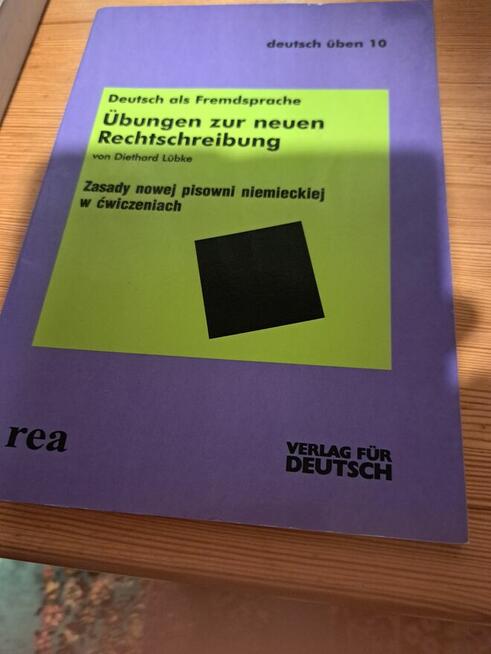 deutsch üben 10
Deutsch als Fremdsprache
Übungen zur neuen
Rechtschreibung
von Diethard Lübke
Zasady nowej pisowni niemieckiej
w ćwiczeniach
rea
VERLAG FÜR
DEUTSCH